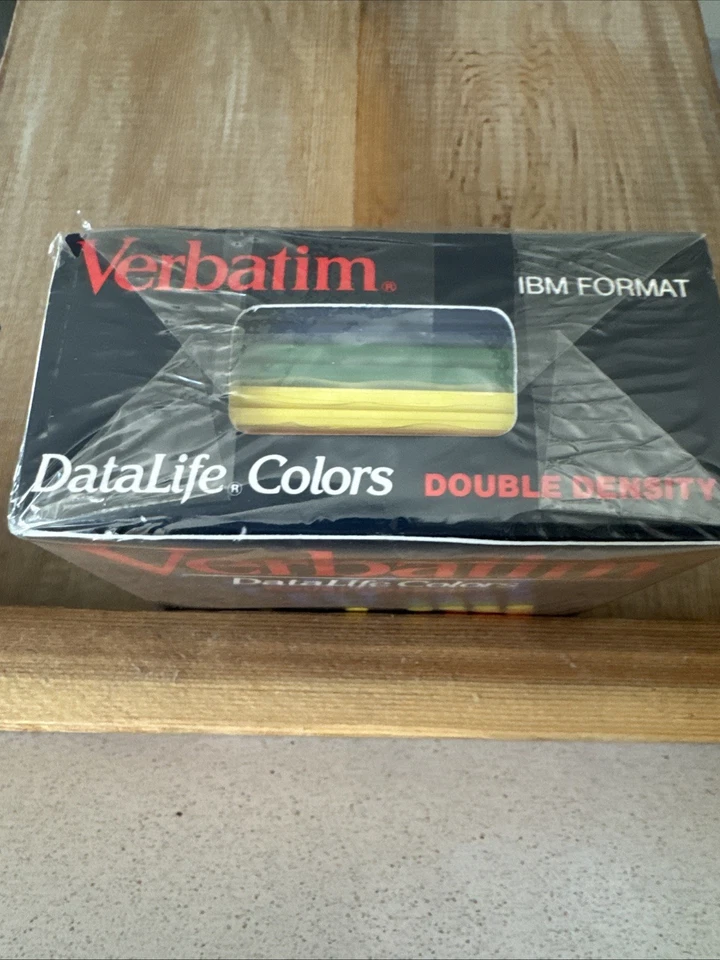 Verbatim®
IBM FORMAT
DataLife® Colors
DOUBLE DENSITY
Verbatim
DataLife Colors